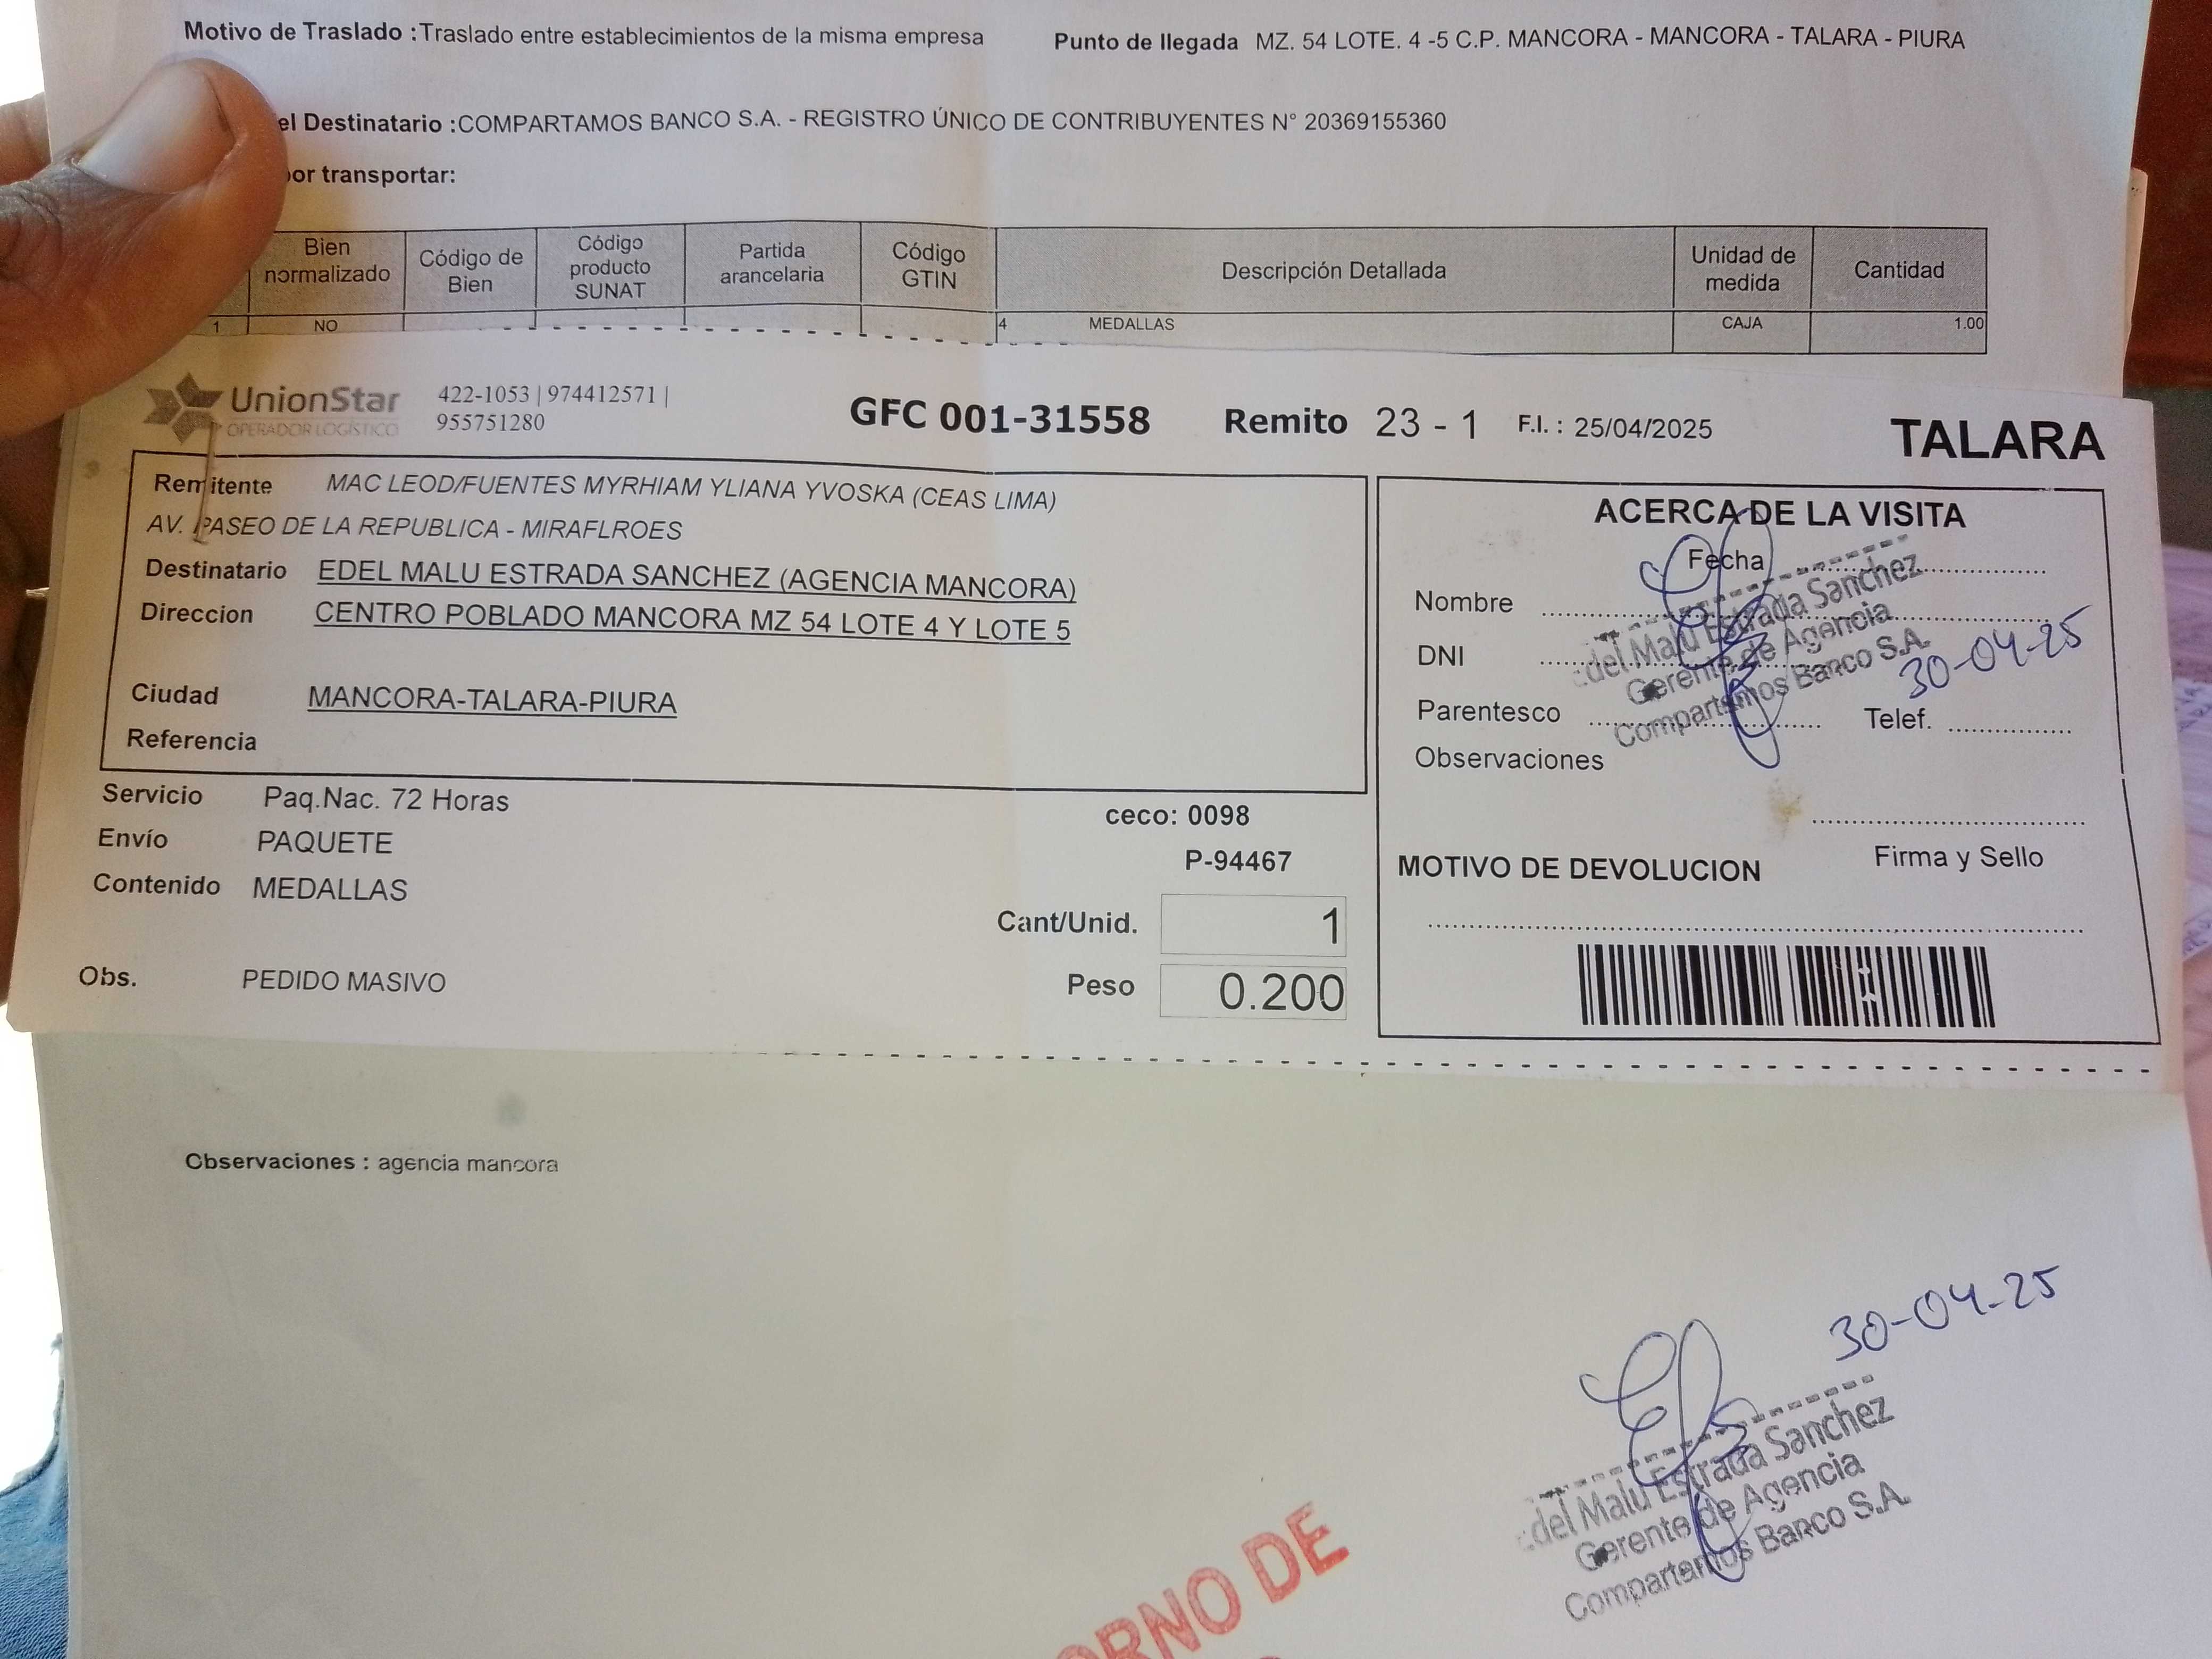 Motivo de Traslado : Traslado entre establecimientos de la misma empresa
Punto de llegada MZ. 54 LOTE. 4 -5 C.P. MANCORA - MANCORA - TALARA - PIURA
el Destinatario : COMPARTAMOS BANCO S.A. - REGISTRO ÚNICO DE CONTRIBUYENTES N° 20369155360
por transportar:
Bien normalizado
Código de Bien
Código producto SUNAT
Partida arancelaria
Código GTIN
Descripción Detallada
Unidad de medida
Cantidad
1 NO 4 MEDALLAS CAJA 1.00
UnionStar
OPERADOR LOGÍSTICO
422-1053 | 974412571 |
955751280
GFC 001-31558 Remito 23 - 1 F.I. : 25/04/2025 TALARA
Remitente MAC LEOD/FUENTES MYRHIAM YLIANA YVOSKA (CEAS LIMA)
AV. PASEO DE LA REPUBLICA - MIRAFLROES
Destinatario EDEL MALU ESTRADA SANCHEZ (AGENCIA MANCORA)
Direccion CENTRO POBLADO MANCORA MZ 54 LOTE 4 Y LOTE 5
Ciudad MANCORA-TALARA-PIURA
Referencia
Servicio Paq.Nac. 72 Horas
Envío PAQUETE
Contenido MEDALLAS
Obs. PEDIDO MASIVO
ceco: 0098
P-94467
Cant/Unid. 1
Peso 0.200
ACERCA DE LA VISITA
Fecha
Nombre
DNI
Parentesco
Telef.
Observaciones
del Malu Estrada Sanchez
Gerente de Agencia
Compartamos Banco S.A.
30-04-25
Firma y Sello
MOTIVO DE DEVOLUCION
Observaciones : agencia mancora
30-04-25
del Malu Estrada Sanchez
Gerente de Agencia
Compartamos Banco S.A.
ORNO DE